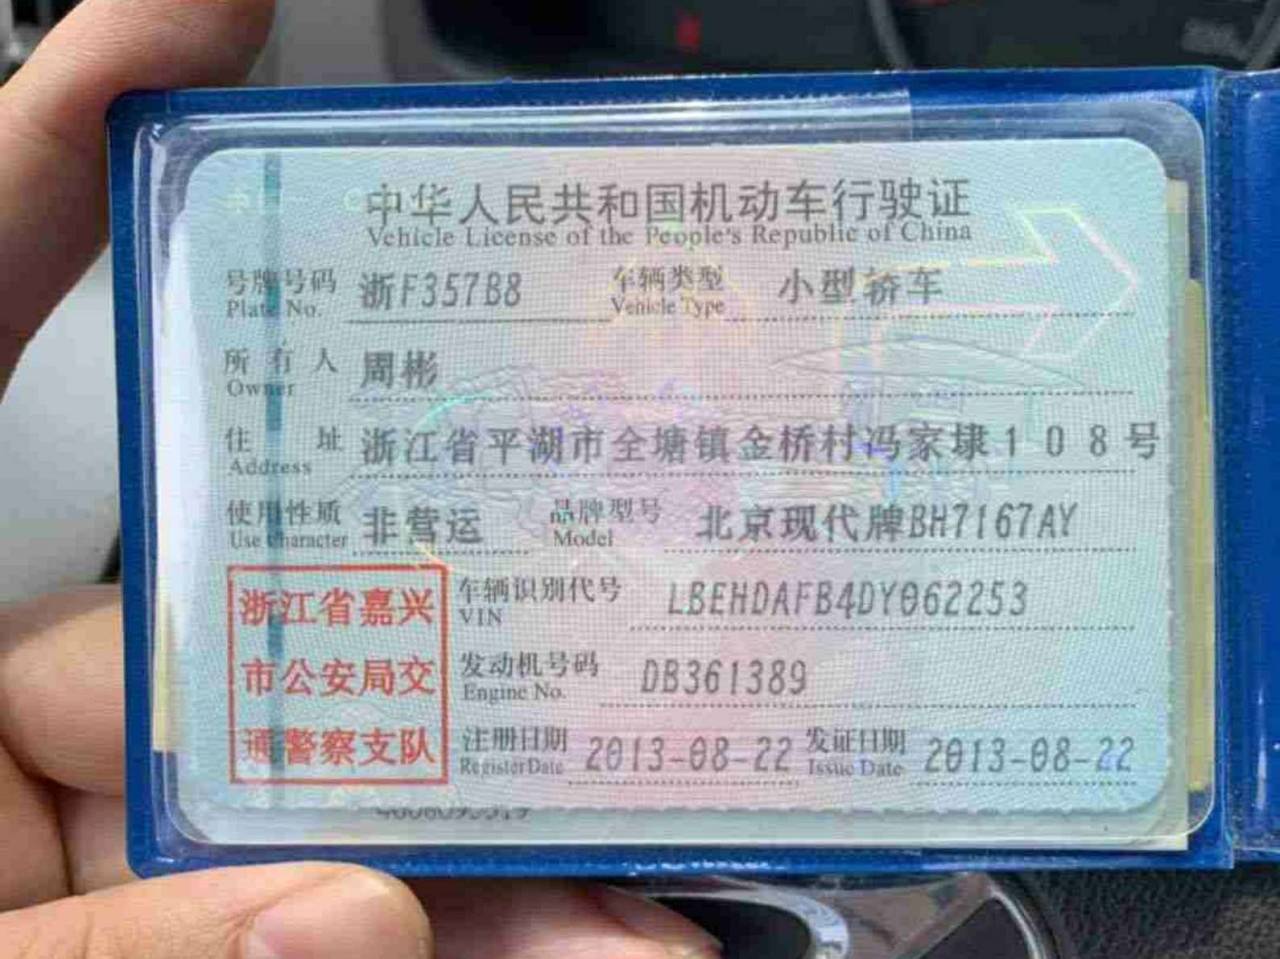 中华人民共和国机动车行驶证
Vehicle License of the People's Republic of China
号牌号码 浙F357B8 车辆类型 小型轿车
Plate No. Vehicle Type
所有人 周彬
Owner
住址 浙江省平湖市全塘镇金桥村冯家埭108号
Address
使用性质 非营运 品牌型号 北京现代牌BH7167AY
Use Character Model
浙江省嘉兴
市公安局交
通警察支队
车辆识别代号 LBEHDAFB4DY062253
VIN
发动机号码 DB361389
Engine No.
注册日期 2013-08-22 发证日期 2013-08-22
Register Date Issue Date